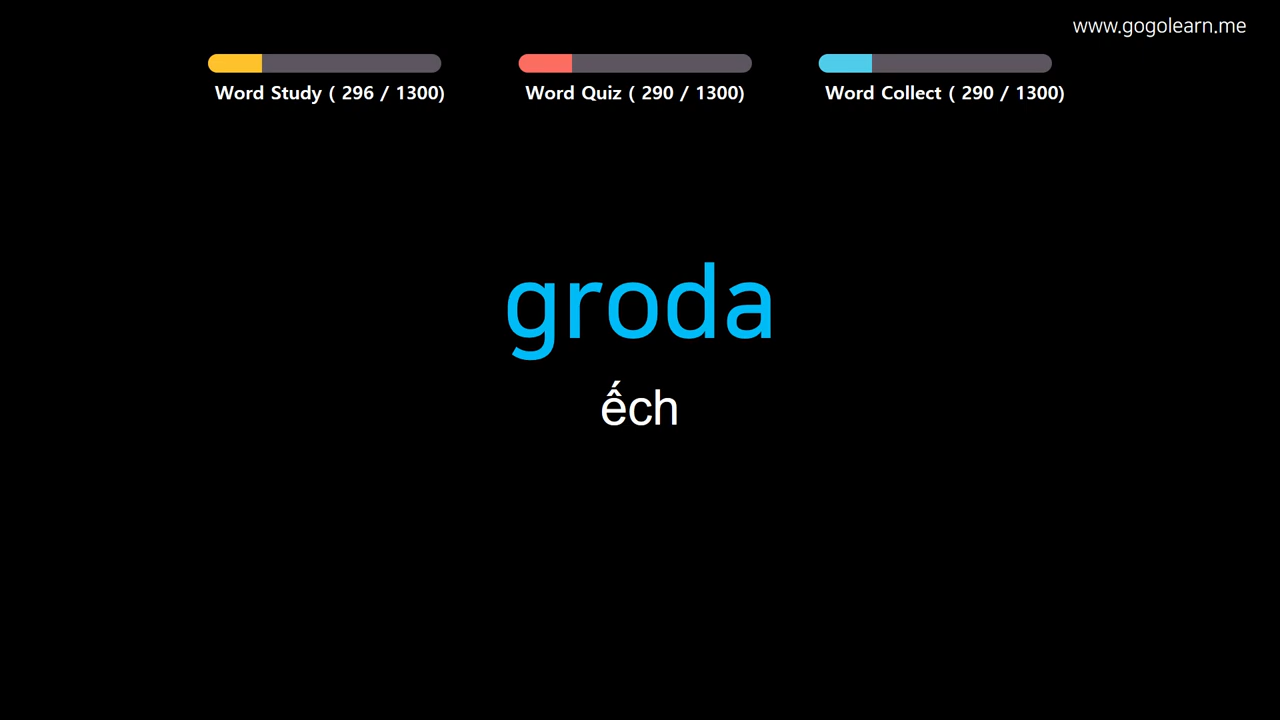 www.gogolearn.me
Word Study ( 296 / 1300)
Word Quiz ( 290 / 1300)
Word Collect ( 290 / 1300)
groda
ếch